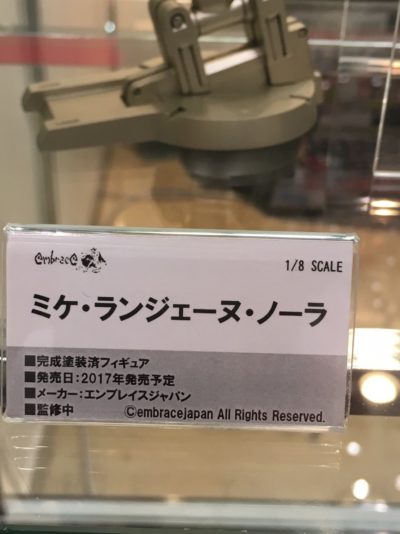 embrace
1/8 SCALE
ミケ・ランジェーヌ・ノーラ
■完成塗装済フィギュア
■発売日:2017年発売予定
■メーカー:エンブレイスジャパン
■監修中 ©embracejapan All Rights Reserved.